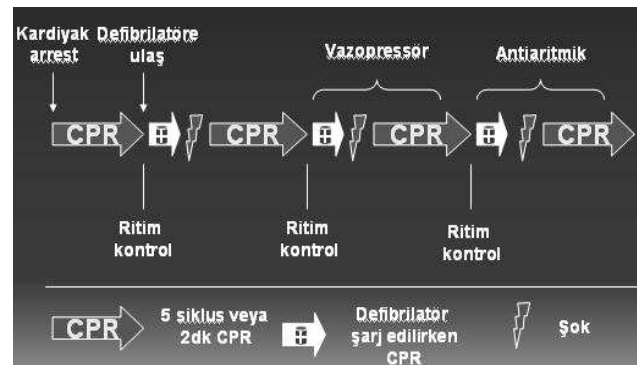 Kardiyak
arrest
Defibrilatöre
ulaş
Vazopressör
Antiaritmik
CPR
CPR
CPR
CPR
Ritim
kontrol
Ritim
kontrol
Ritim
kontrol
CPR
5 siklus veya
2dk CPR
Defibrilatör
şarj edilirken
CPR
Şok